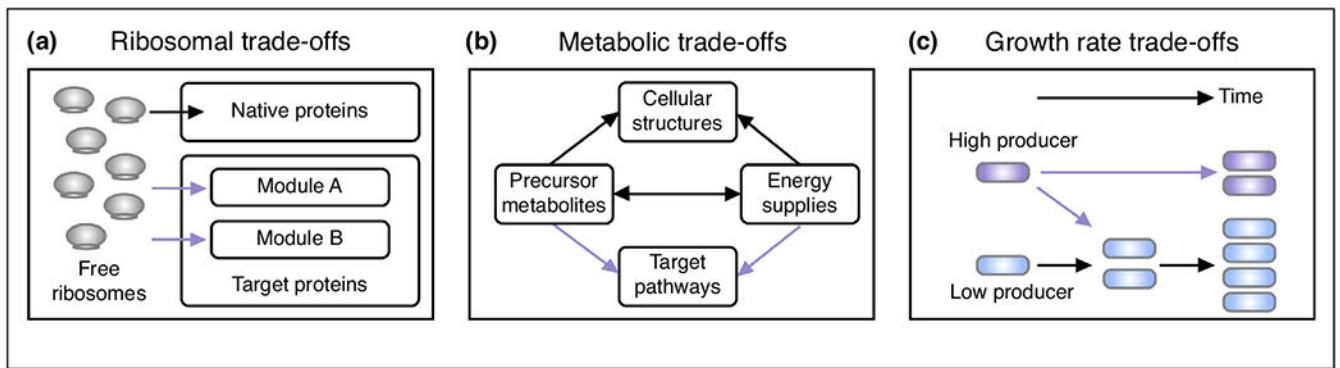 (a) Ribosomal trade-offs
Native proteins
Module A
Module B
Free
ribosomes
Target proteins
(b) Metabolic trade-offs
Cellular
structures
Precursor
metabolites
Energy
supplies
Target
pathways
(c) Growth rate trade-offs
Time
High producer
Low producer